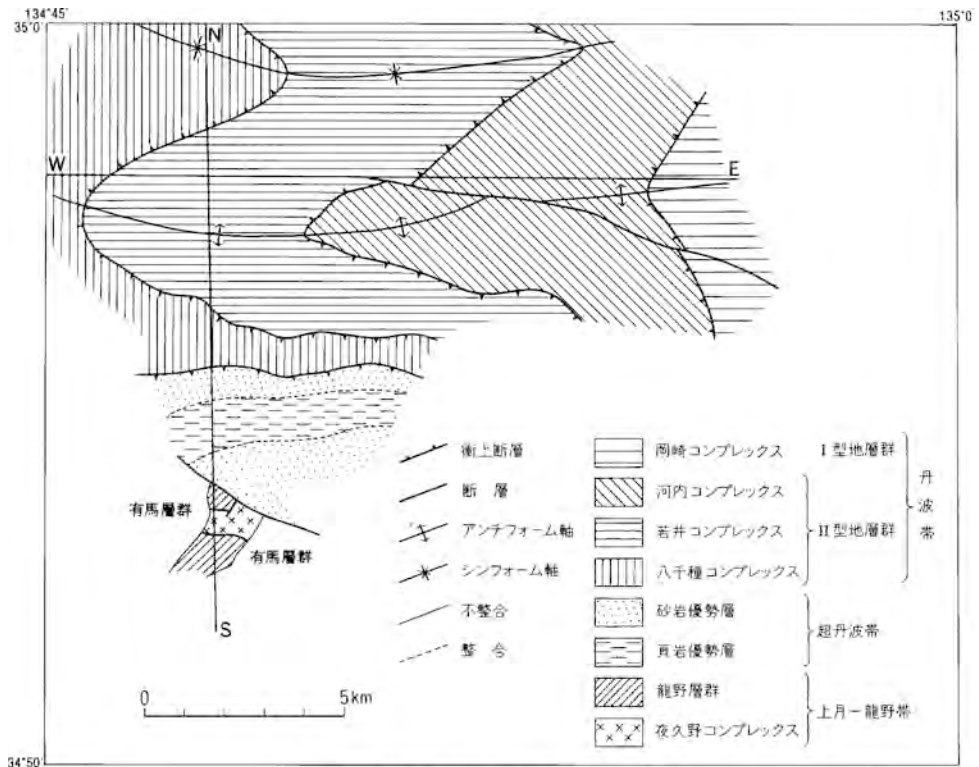 134°45'
135°0'
35°0'
N
W
E
有馬層群
有馬層群
S
0 5km
34°50'
衝上断層
断層
アンチフォーム軸
シンフォーム軸
不整合
整合
岡崎コンプレックス
河内コンプレックス
若井コンプレックス
八千種コンプレックス
砂岩優勢層
頁岩優勢層
龍野層群
夜久野コンプレックス
I型地層群
II型地層群
丹波帯
超丹波帯
上月−龍野帯